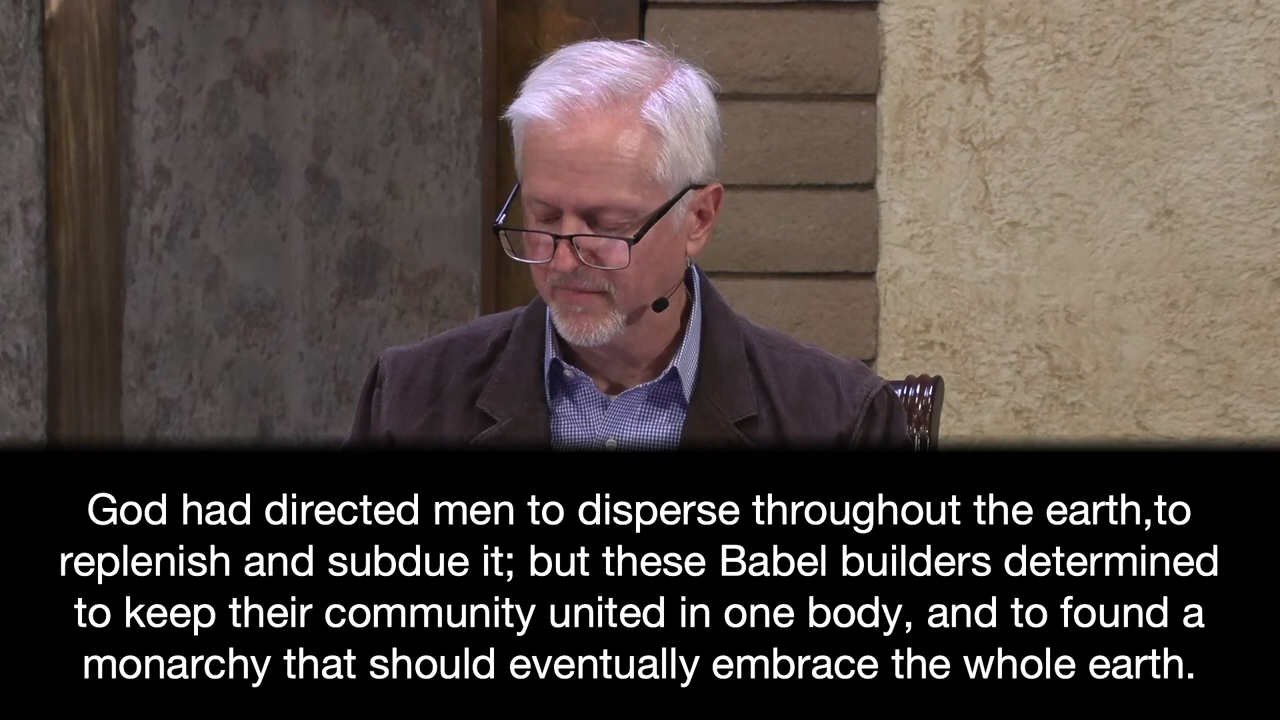 God had directed men to disperse throughout the earth,to
replenish and subdue it; but these Babel builders determined
to keep their community united in one body, and to found a
monarchy that should eventually embrace the whole earth.